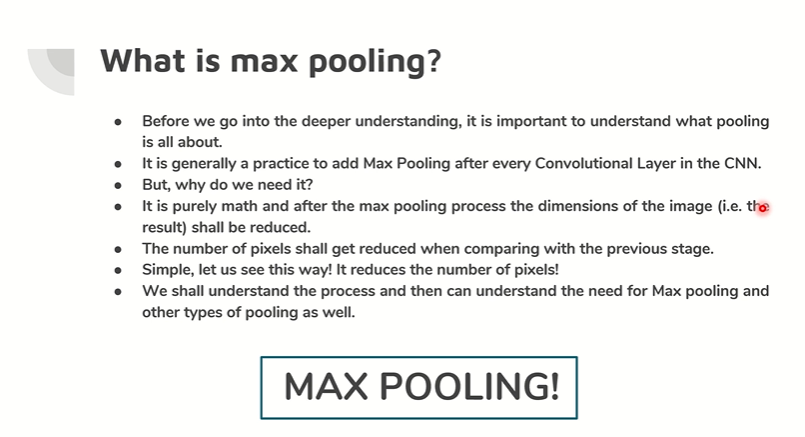 What is max pooling?
● Before we go into the deeper understanding, it is important to understand what pooling
is all about.
● It is generally a practice to add Max Pooling after every Convolutional Layer in the CNN.
● But, why do we need it?
● It is purely math and after the max pooling process the dimensions of the image (i.e. the
result) shall be reduced.
● The number of pixels shall get reduced when comparing with the previous stage.
● Simple, let us see this way! It reduces the number of pixels!
● We shall understand the process and then can understand the need for Max pooling and
other types of pooling as well.
MAX POOLING!